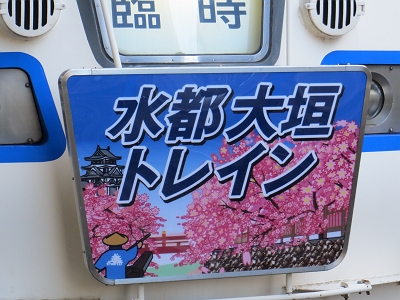 臨時
水都大垣
トレイン